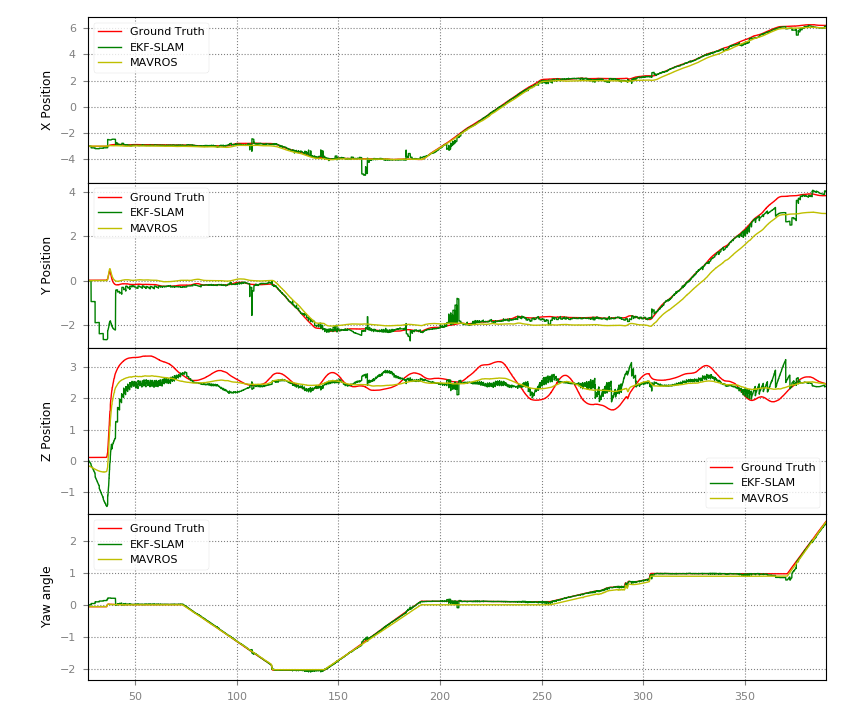 X Position
6
4
2
0
−2
−4
Ground Truth
EKF-SLAM
MAVROS
Y Position
4
2
0
−2
Ground Truth
EKF-SLAM
MAVROS
Z Position
3
2
1
0
−1
Ground Truth
EKF-SLAM
MAVROS
Yaw angle
2
1
0
−1
−2
Ground Truth
EKF-SLAM
MAVROS
50 100 150 200 250 300 350